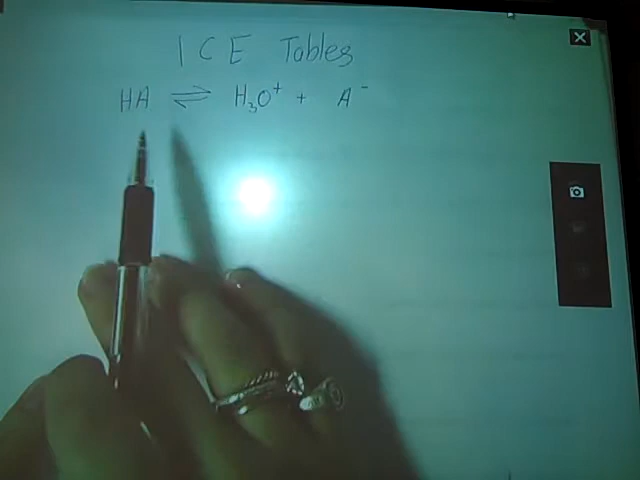 ICE Tables
HA ⇌ H₃O⁺ + A⁻